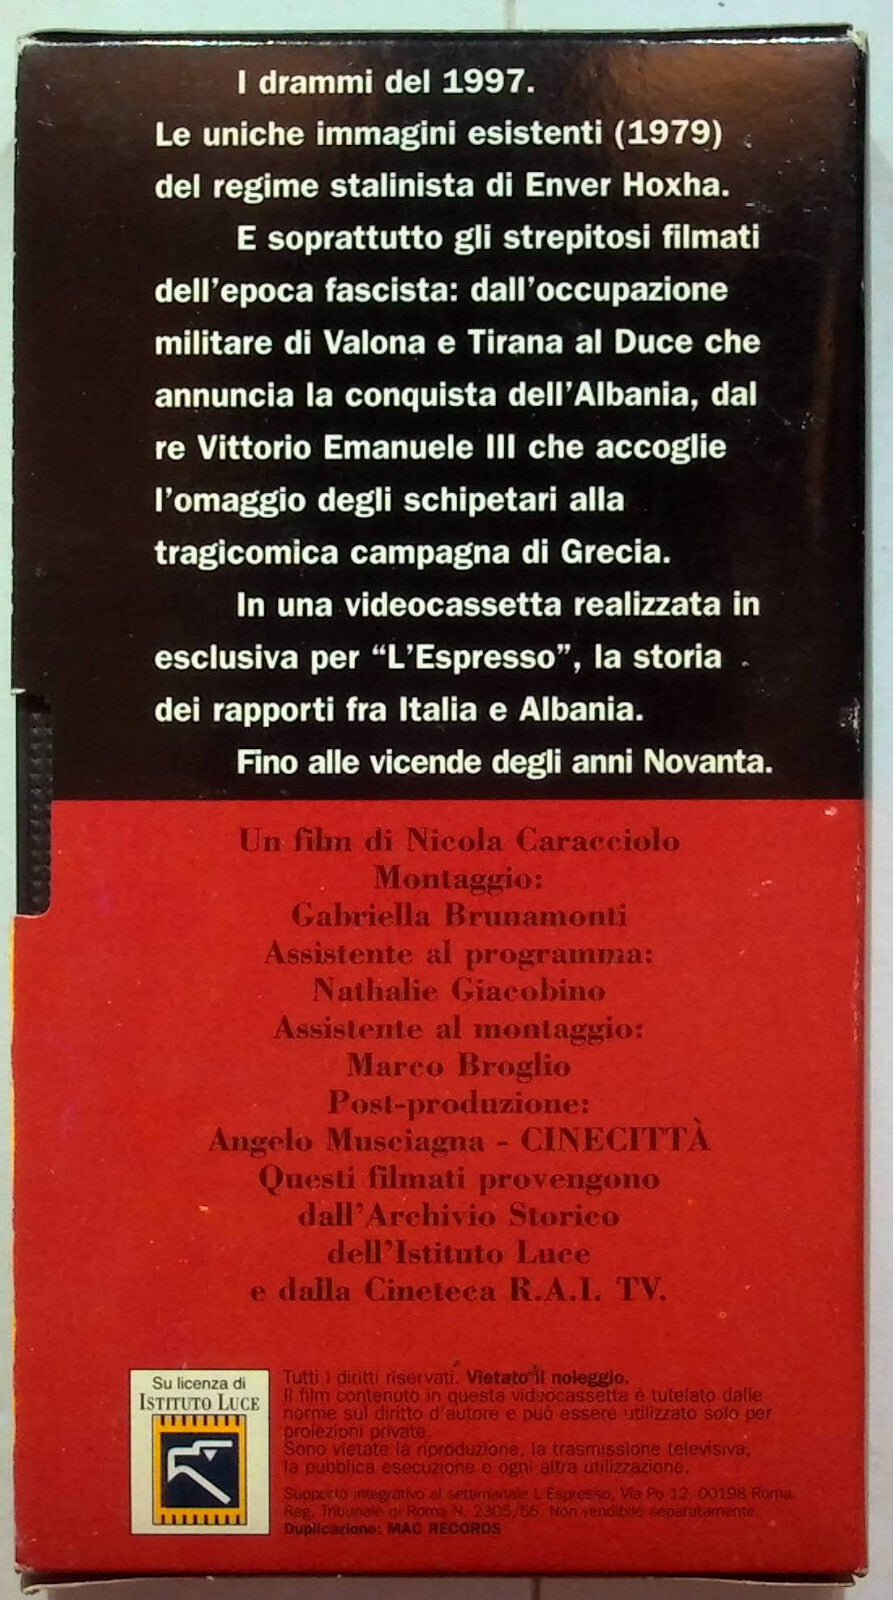 I drammi del 1997.
Le uniche immagini esistenti (1979)
del regime stalinista di Enver Hoxha.
E soprattutto gli strepitosi filmati
dell'epoca fascista: dall'occupazione
militare di Valona e Tirana al Duce che
annuncia la conquista dell'Albania, dal
re Vittorio Emanuele III che accoglie
l'omaggio degli schipetari alla
tragicomica campagna di Grecia.
In una videocassetta realizzata in
esclusiva per “L'Espresso”, la storia
dei rapporti fra Italia e Albania.
Fino alle vicende degli anni Novanta.
Un film di Nicola Caracciolo
Montaggio:
Gabriella Brunamonti
Assistente al programma:
Nathalie Giacobino
Assistente al montaggio:
Marco Broglio
Post-produzione:
Angelo Musciagna - CINECITTÀ
Questi filmati provengono
dall'Archivio Storico
dell'Istituto Luce
e dalla Cineteca R.A.I. TV.
Su licenza di
ISTITUTO LUCE
Tutti i diritti riservati. Vietato il noleggio.
Il film contenuto in questa videocassetta è tutelato dalle
norme sul diritto d'autore e può essere utilizzato solo per
proiezioni private.
Sono vietate la riproduzione, la trasmissione televisiva,
la pubblica esecuzione e ogni altra utilizzazione.
Supporto integrativo al settimanale L'Espresso, Via Po 12, 00198 Roma
Reg. Tribunale di Roma N. 2305/55. Non vendibile separatamente.
Duplicazione: MAC RECORDS